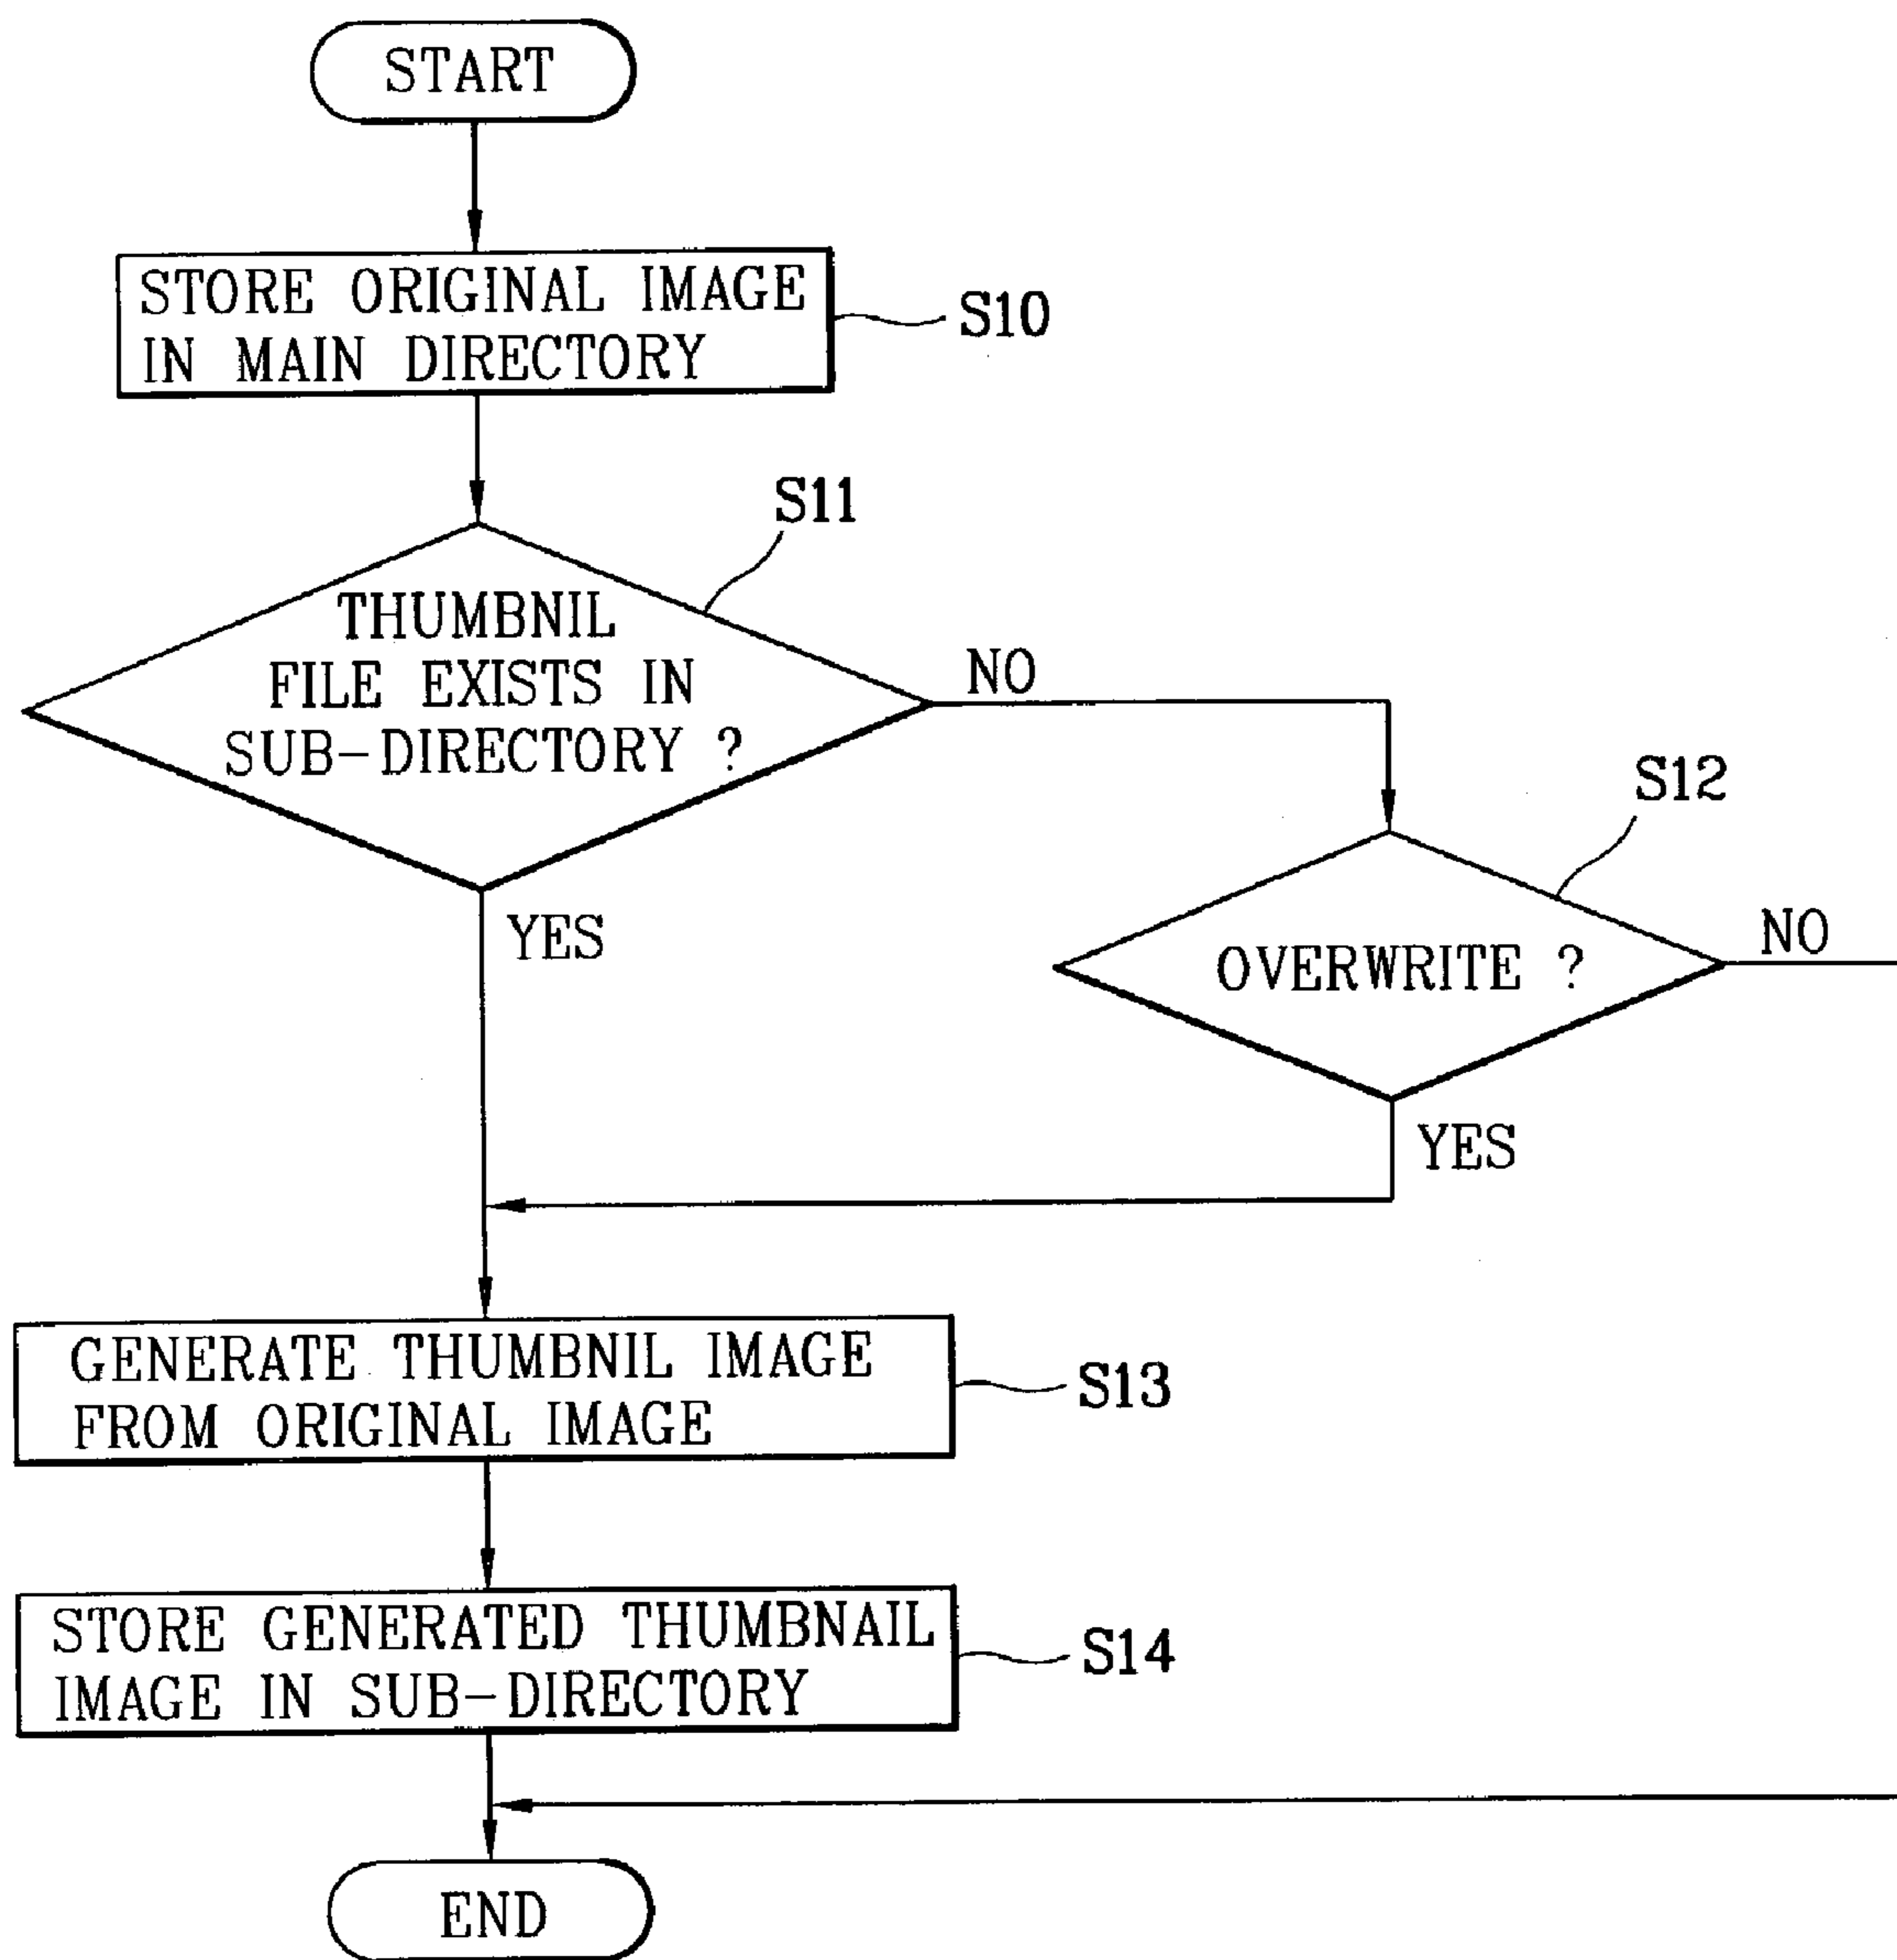 START
STORE ORIGINAL IMAGE
IN MAIN DIRECTORY
S10
S11
THUMBNIL
FILE EXISTS IN
SUB-DIRECTORY ?
NO
YES
S12
OVERWRITE ?
NO
YES
GENERATE THUMBNIL IMAGE
FROM ORIGINAL IMAGE
S13
STORE GENERATED THUMBNAIL
IMAGE IN SUB-DIRECTORY
S14
END